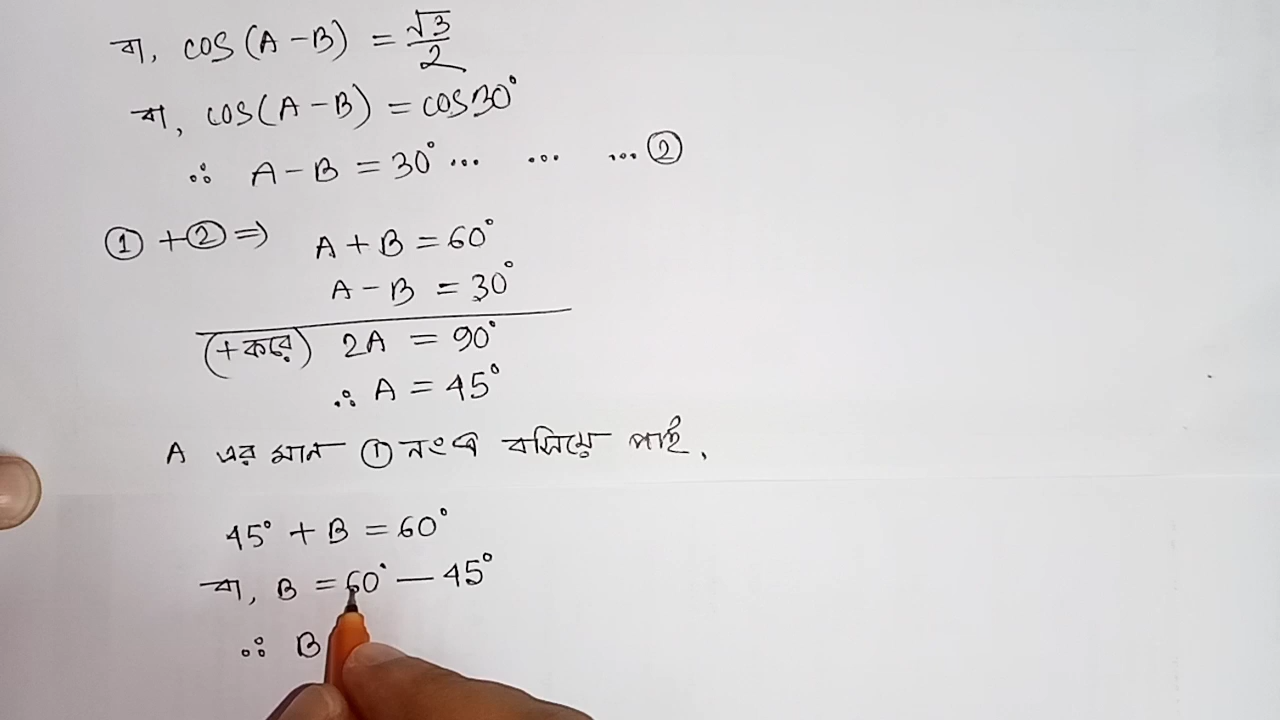 বা, cos(A-B) = √3/2
বা, cos(A-B) = cos30°
∴ A-B = 30° ... ... ...②
① + ② ⇒ A+B = 60°
A-B = 30°
(+করে) 2A = 90°
∴ A = 45°
A এর মান ① নংএ বসিয়ে পাই,
45° + B = 60°
বা, B = 60° - 45°
∴ B